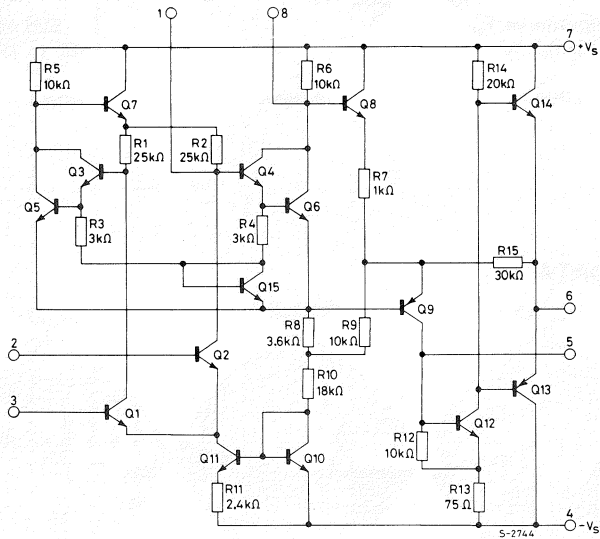 1
8
7
+Vs
R5
10kΩ
R6
10kΩ
R14
20kΩ
Q7
Q8
Q14
R1
25kΩ
R2
25kΩ
Q3
Q4
R7
1kΩ
Q5
Q6
R3
3kΩ
R4
3kΩ
R15
30kΩ
Q15
Q9
6
R8
3.6kΩ
R9
10kΩ
2
Q2
5
R10
18kΩ
3
Q1
Q12
Q13
R12
10kΩ
Q11
Q10
R11
2,4kΩ
R13
75Ω
4
-Vs
S-2744